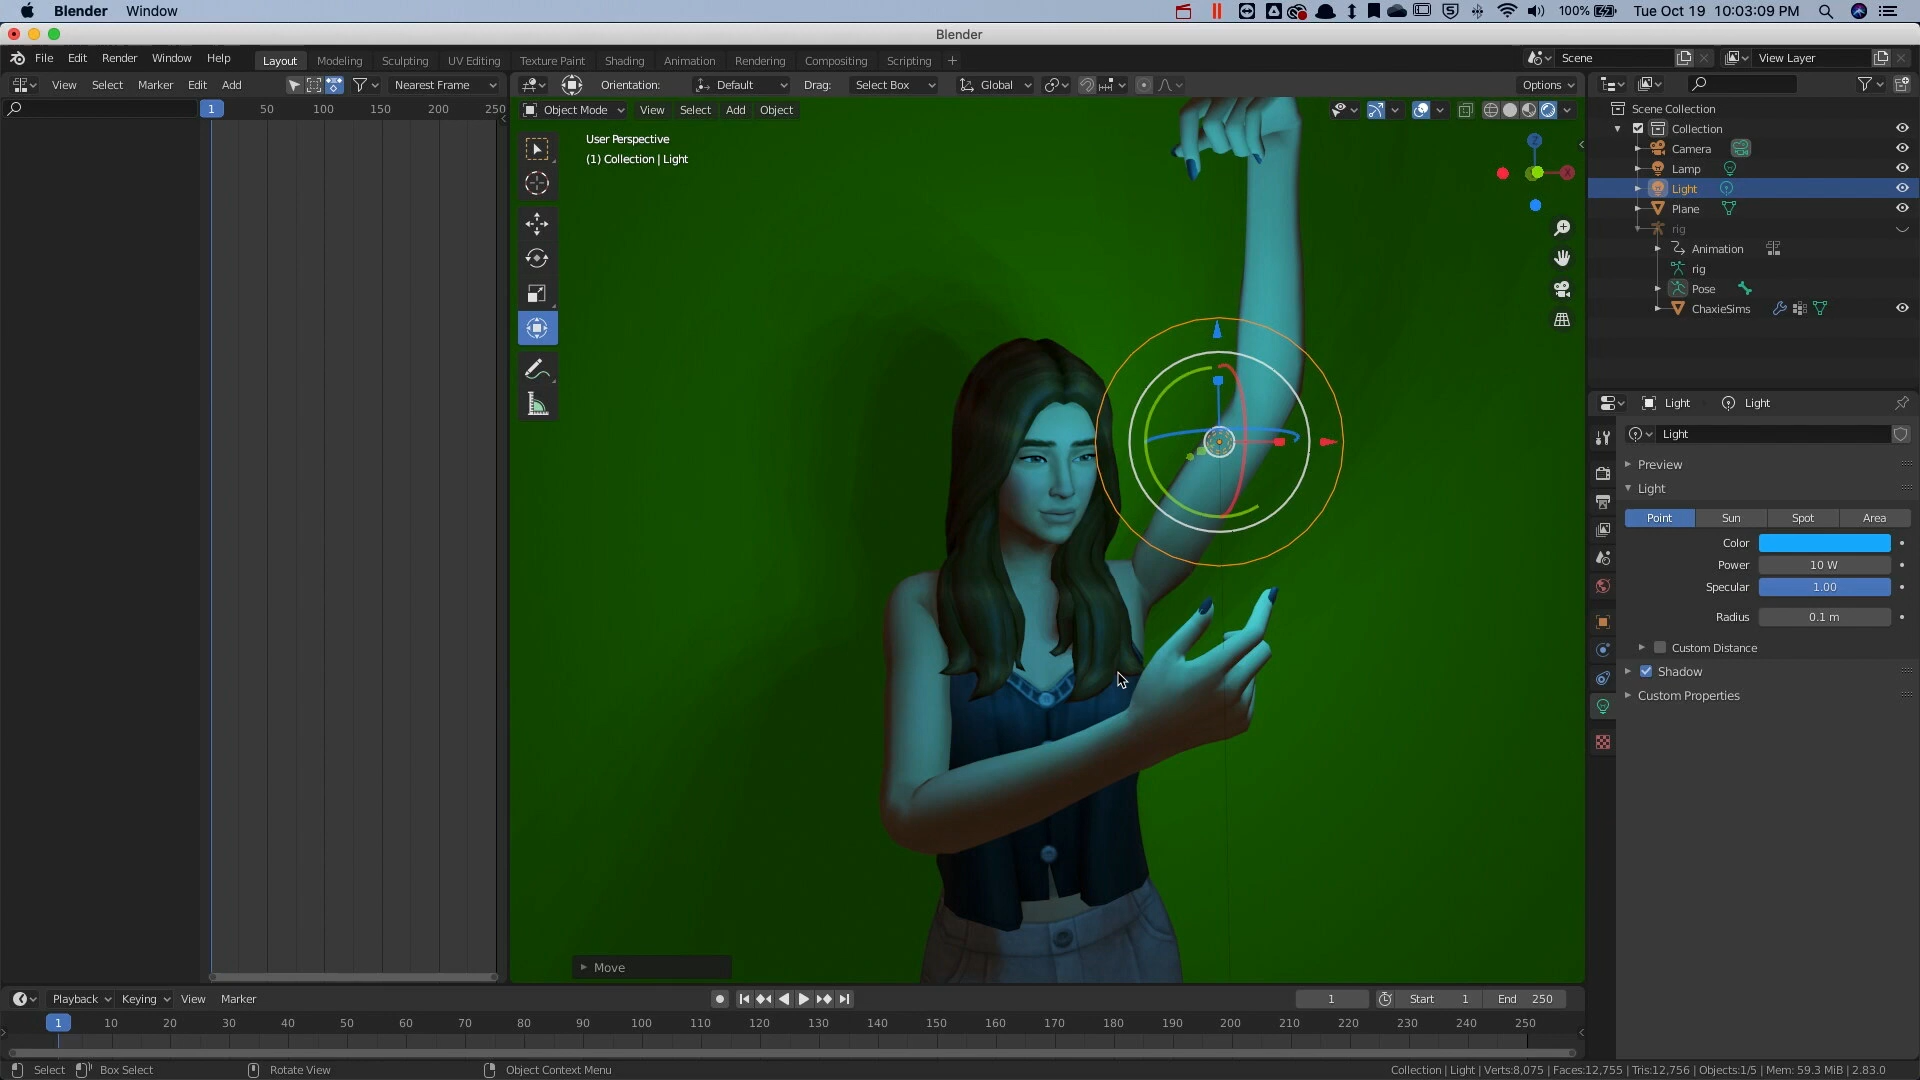 Blender Window 100% Tue Oct 19 10:03:09 PM
Blender
File Edit Render Window Help Layout Modeling Sculpting UV Editing Texture Paint Shading Animation Rendering Compositing Scripting + Scene View Layer
View Select Marker Edit Add Nearest Frame Orientation: Default Drag: Select Box Global Options
1 50 100 150 200 250 Object Mode View Select Add Object
User Perspective
(1) Collection | Light
Z
X
Move
Scene Collection
Collection
Camera
Lamp
Light
Plane
rig
Animation
rig
Pose
ChaxieSims
Light Light
Light
Preview
Light
Point Sun Spot Area
Color
Power 10 W
Specular 1.00
Radius 0.1 m
Custom Distance
Shadow
Custom Properties
Playback Keying View Marker 1 Start 1 End 250
1 10 20 30 40 50 60 70 80 90 100 110 120 130 140 150 160 170 180 190 200 210 220 230 240 250
Select Box Select Rotate View Object Context Menu Collection | Light | Verts:8,075 | Faces:12,755 | Tris:12,756 | Objects:1/5 | Mem: 59.3 MiB | 2.83.0